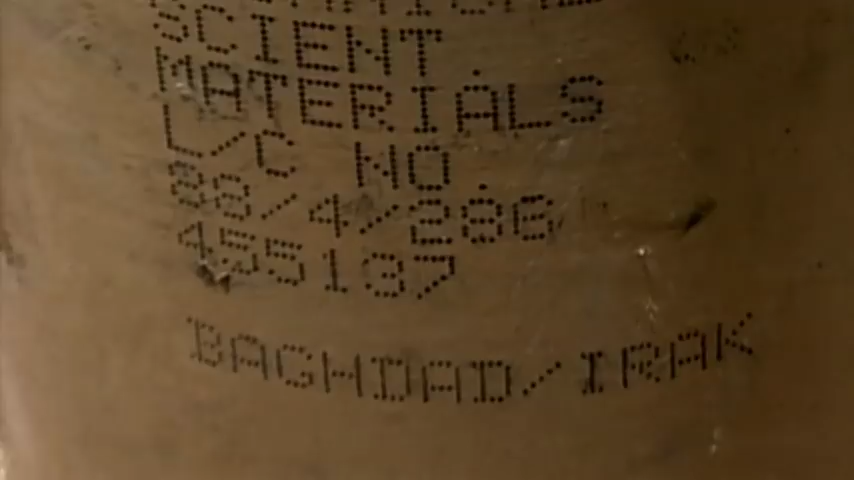 SCIENT
MATERIALS
L/C NO.
88/4/286
455137
BAGHDAD/IRAK